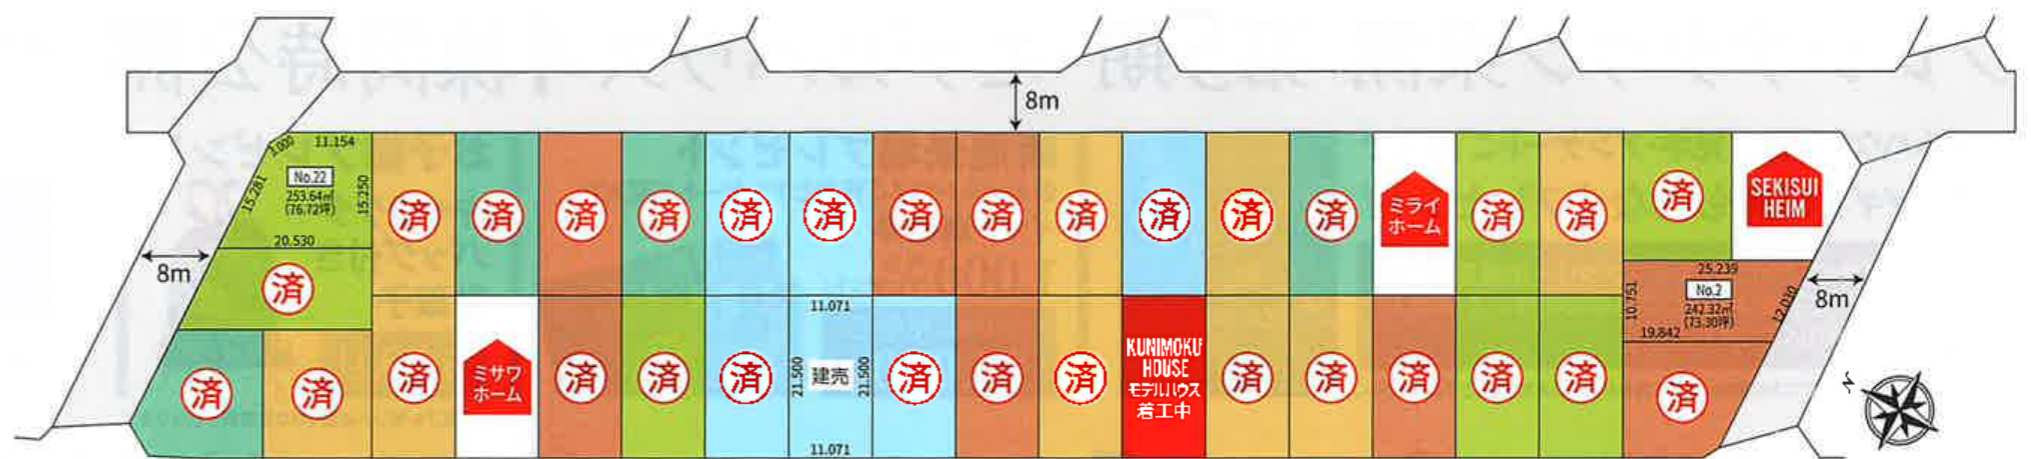 8m
3.000
11.154
No.22
253.64㎡
(76.72坪)
15.281
15.250
20.530
済
済
済
済
済
済
済
済
済
済
済
済
済
ミライ
ホーム
済
済
済
SEKISUI
HEIM
8m
済
25.239
No.2
242.32㎡
(73.30坪)
10.751
12.030
19.842
8m
済
済
済
ミサワ
ホーム
済
済
済
11.071
21.500
建売
21.500
11.071
済
済
済
KUNIMOKU
HOUSE
モデルハウス
着工中
済
済
済
済
済
済
N